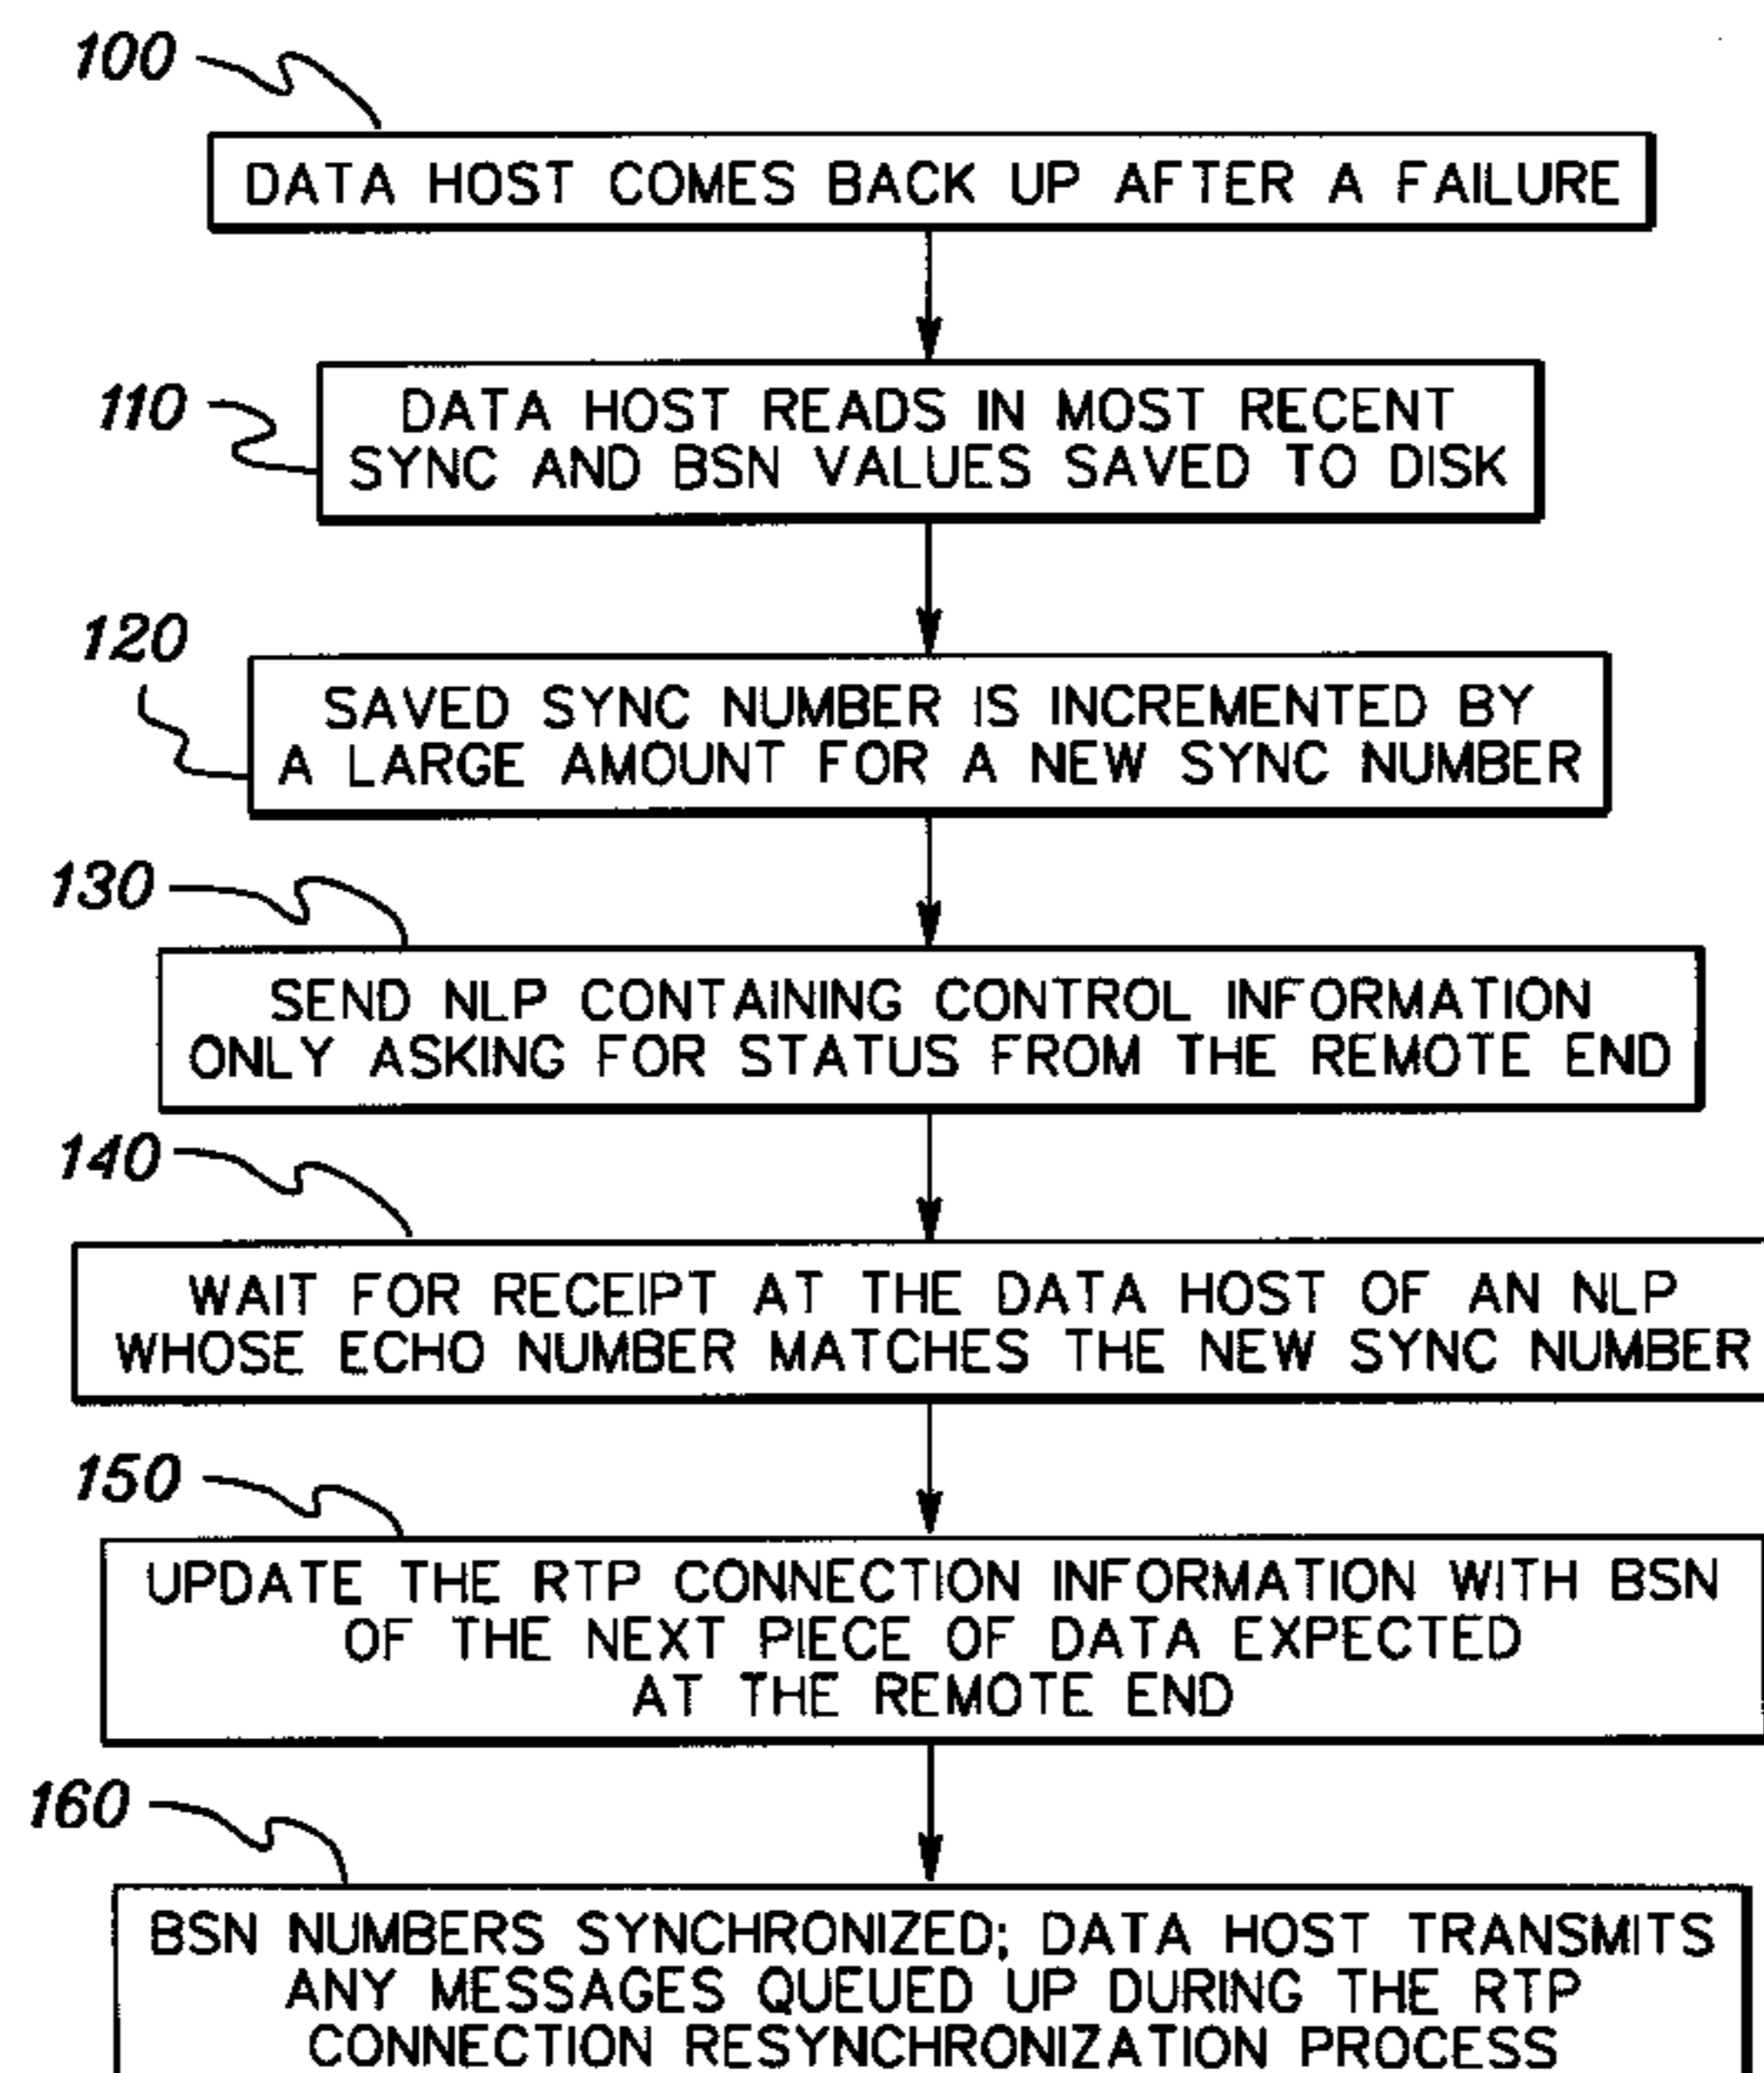 100
DATA HOST COMES BACK UP AFTER A FAILURE
110
DATA HOST READS IN MOST RECENT
SYNC AND BSN VALUES SAVED TO DISK
120
SAVED SYNC NUMBER IS INCREMENTED BY
A LARGE AMOUNT FOR A NEW SYNC NUMBER
130
SEND NLP CONTAINING CONTROL INFORMATION
ONLY ASKING FOR STATUS FROM THE REMOTE END
140
WAIT FOR RECEIPT AT THE DATA HOST OF AN NLP
WHOSE ECHO NUMBER MATCHES THE NEW SYNC NUMBER
150
UPDATE THE RTP CONNECTION INFORMATION WITH BSN
OF THE NEXT PIECE OF DATA EXPECTED
AT THE REMOTE END
160
BSN NUMBERS SYNCHRONIZED; DATA HOST TRANSMITS
ANY MESSAGES QUEUED UP DURING THE RTP
CONNECTION RESYNCHRONIZATION PROCESS